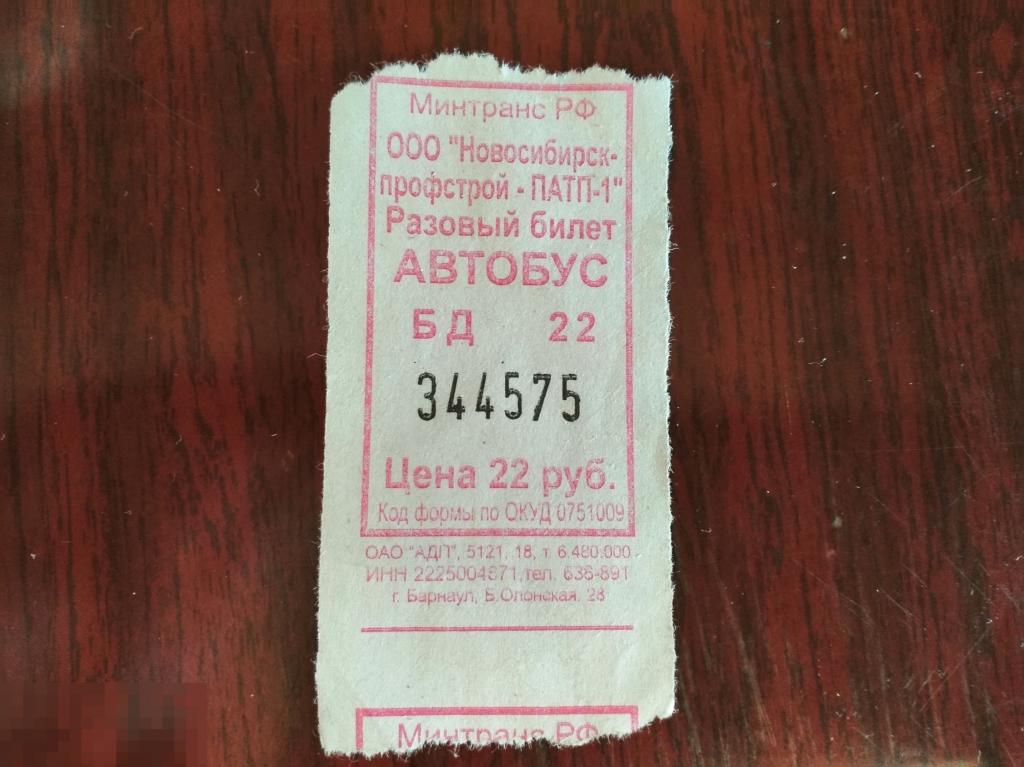 Минтранс РФ
ООО "Новосибирск-
профстрой - ПАТП-1"
Разовый билет
АВТОБУС
БД 22
344575
Цена 22 руб.
Код формы по ОКУД 0751009
ОАО "АДП", 5121, 18, т. 6.480.000
ИНН 2225004871, тел. 636-891
г. Барнаул, Б.Олонская, 28
Минтранс РФ